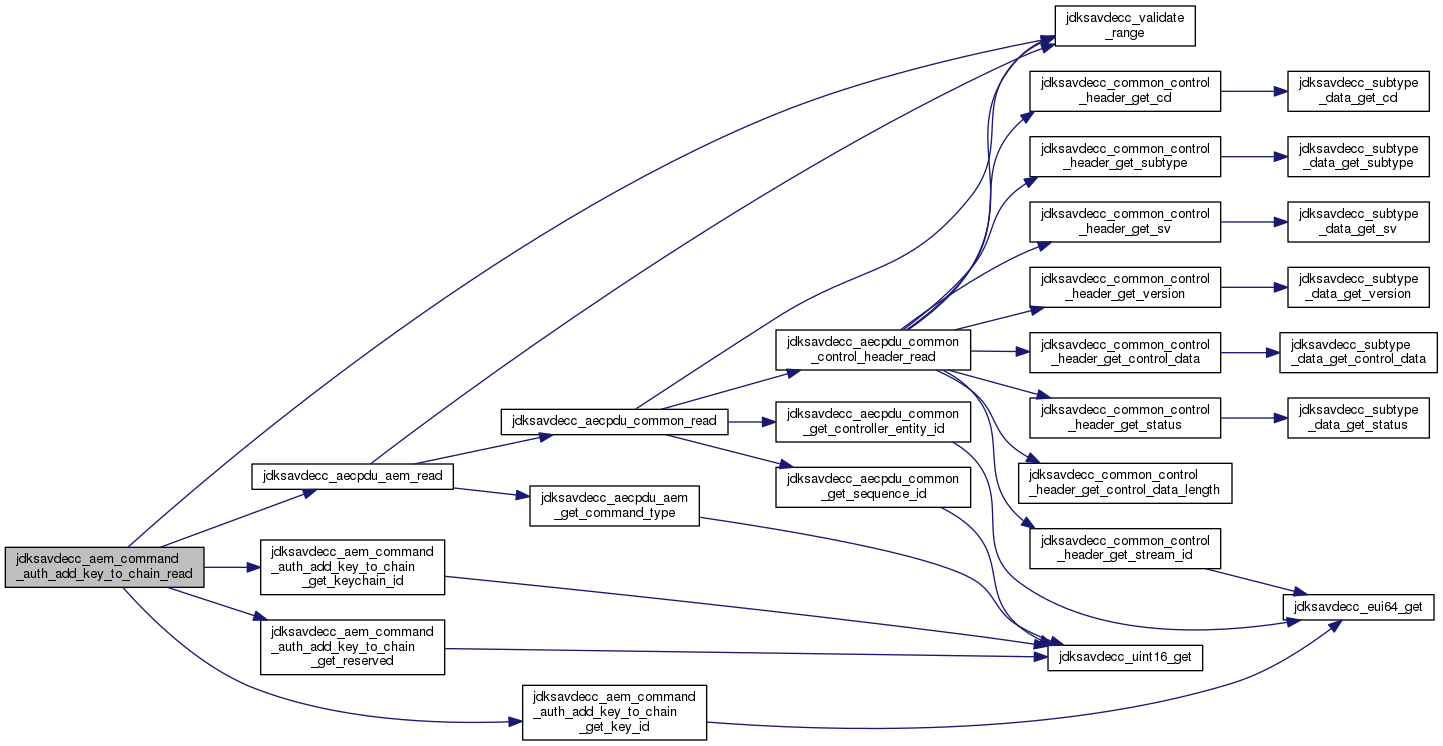 jdksavdecc_validate
_range
jdksavdecc_common_control
_header_get_cd
jdksavdecc_subtype
_data_get_cd
jdksavdecc_common_control
_header_get_subtype
jdksavdecc_subtype
_data_get_subtype
jdksavdecc_common_control
_header_get_sv
jdksavdecc_subtype
_data_get_sv
jdksavdecc_common_control
_header_get_version
jdksavdecc_subtype
_data_get_version
jdksavdecc_aecpdu_common
_control_header_read
jdksavdecc_common_control
_header_get_control_data
jdksavdecc_subtype
_data_get_control_data
jdksavdecc_aecpdu_common_read
jdksavdecc_aecpdu_common
_get_controller_entity_id
jdksavdecc_common_control
_header_get_status
jdksavdecc_subtype
_data_get_status
jdksavdecc_aecpdu_aem_read
jdksavdecc_aecpdu_common
_get_sequence_id
jdksavdecc_common_control
_header_get_control_data_length
jdksavdecc_aecpdu_aem
_get_command_type
jdksavdecc_common_control
_header_get_stream_id
jdksavdecc_aem_command
_auth_add_key_to_chain_read
jdksavdecc_aem_command
_auth_add_key_to_chain
_get_keychain_id
jdksavdecc_eui64_get
jdksavdecc_aem_command
_auth_add_key_to_chain
_get_reserved
jdksavdecc_uint16_get
jdksavdecc_aem_command
_auth_add_key_to_chain
_get_key_id